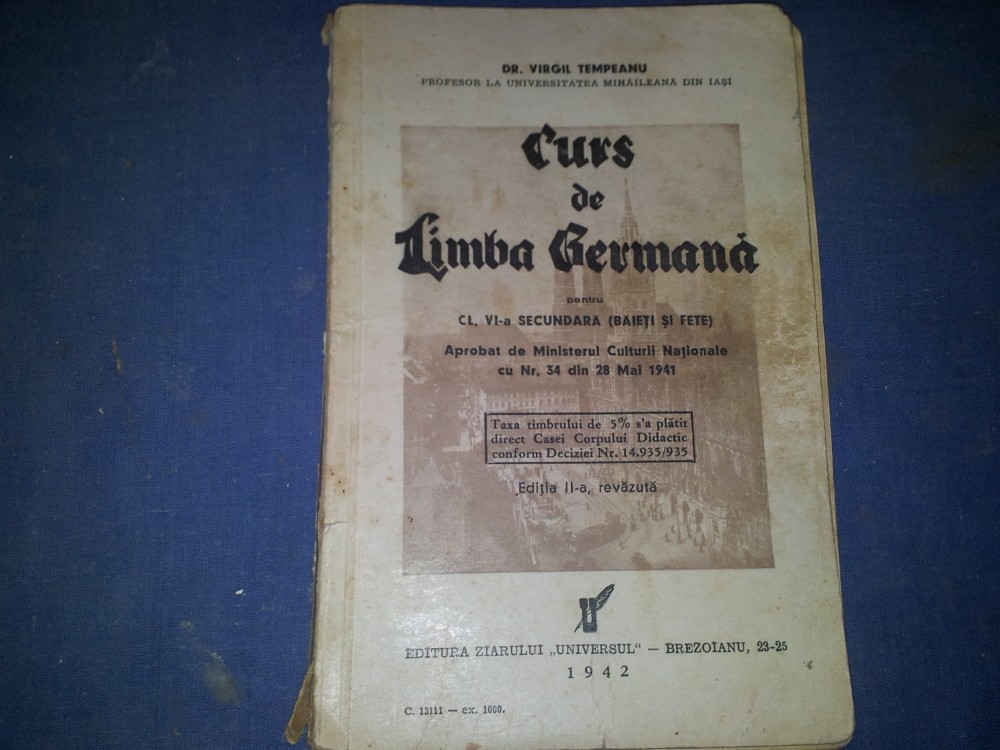 DR. VIRGIL TEMPEANU
PROFESOR LA UNIVERSITATEA MIHĂILEANĂ DIN IAȘI
Curs
de
Limba Germană
pentru
CL. VI-a SECUNDARA (BAIEȚI ȘI FETE)
Aprobat de Ministerul Culturii Naționale
cu Nr. 34 din 28 Mai 1941
Taxa timbrului de 5% s'a plătit
direct Casei Corpului Didactic
conform Deciziei Nr. 14.935/935
Ediția II-a, revăzută
EDITURA ZIARULUI „UNIVERSUL“ — BREZOIANU, 23-25
1942
C. 13111 — ex. 1000.